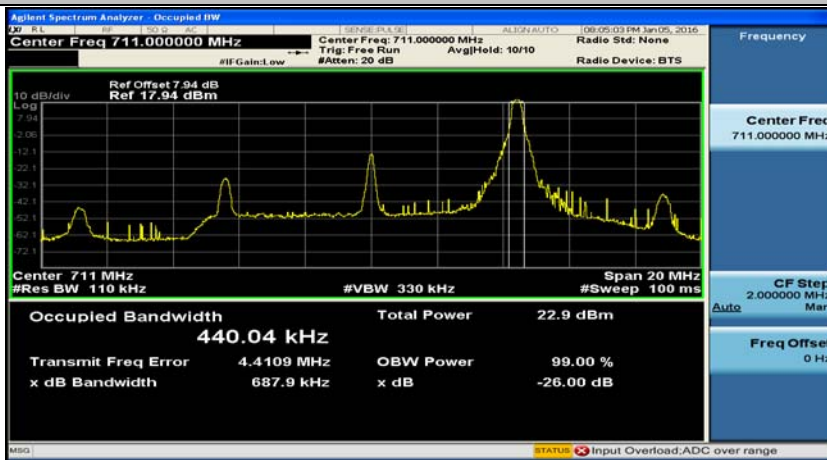 Agilent Spectrum Analyzer - Occupied BW
LXI RL RF 50 Ω AC SENSE:PULSE ALIGN AUTO 08:05:03 PM Jan 05, 2016
Center Freq 711.000000 MHz
Center Freq: 711.000000 MHz
Radio Std: None
Trig: Free Run
Avg|Hold: 10/10
#IFGain:Low
#Atten: 20 dB
Radio Device: BTS
Ref Offset 7.94 dB
10 dB/div Ref 17.94 dBm
Log
7.94
-2.06
-12.1
-22.1
-32.1
-42.1
-52.1
-62.1
-72.1
Center 711 MHz
Span 20 MHz
#Res BW 110 kHz
#VBW 330 kHz
#Sweep 100 ms
Occupied Bandwidth
Total Power 22.9 dBm
440.04 kHz
Transmit Freq Error 4.4109 MHz
OBW Power 99.00 %
x dB Bandwidth 687.9 kHz
x dB -26.00 dB
Frequency
Center Freq
711.000000 MHz
CF Step
2.000000 MHz
Auto Man
Freq Offset
0 Hz
MSG
STATUS Input Overload;ADC over range